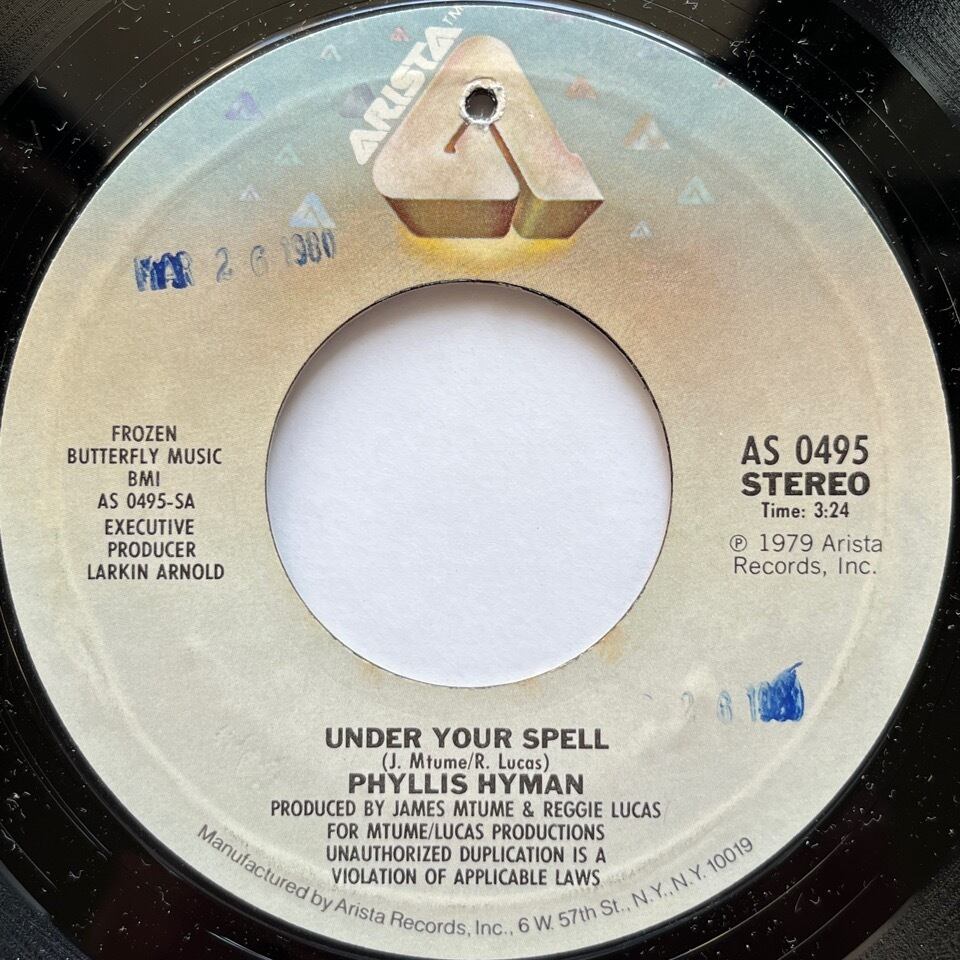 ARISTA™
MAR 26 1980
FROZEN
BUTTERFLY MUSIC
BMI
AS 0495-SA
EXECUTIVE
PRODUCER
LARKIN ARNOLD
AS 0495
STEREO
Time: 3:24
℗ 1979 Arista
Records, Inc.
26
UNDER YOUR SPELL
(J. Mtume/R. Lucas)
PHYLLIS HYMAN
PRODUCED BY JAMES MTUME & REGGIE LUCAS
FOR MTUME/LUCAS PRODUCTIONS
UNAUTHORIZED DUPLICATION IS A
VIOLATION OF APPLICABLE LAWS
Manufactured by Arista Records, Inc., 6 W. 57th St., N.Y., N.Y. 10019